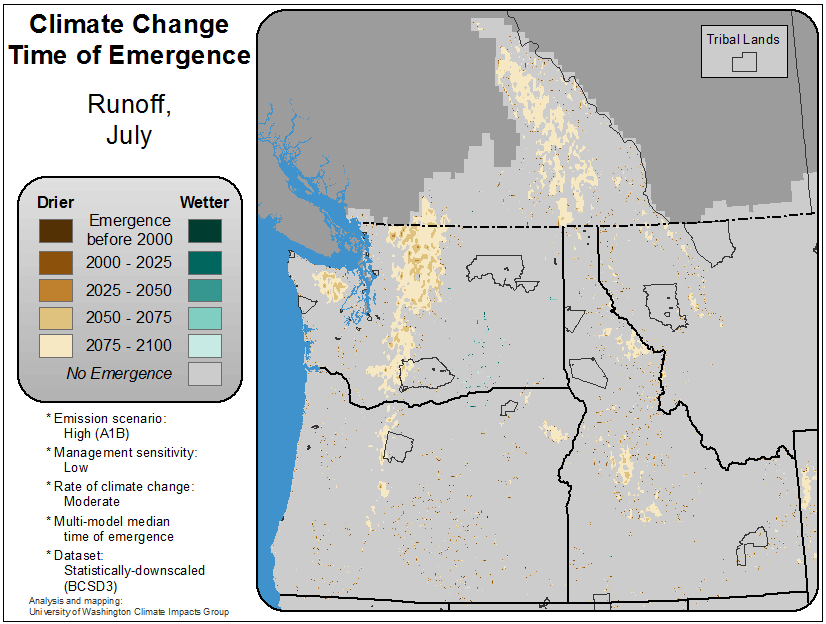 Climate Change
Time of Emergence
Runoff,
July
Drier
Wetter
Emergence
before 2000
2000 - 2025
2025 - 2050
2050 - 2075
2075 - 2100
No Emergence
* Emission scenario:
High (A1B)
* Management sensitivity:
Low
* Rate of climate change:
Moderate
* Multi-model median
time of emergence
* Dataset:
Statistically-downscaled
(BCSD3)
Analysis and mapping:
University of Washington Climate Impacts Group
Tribal Lands